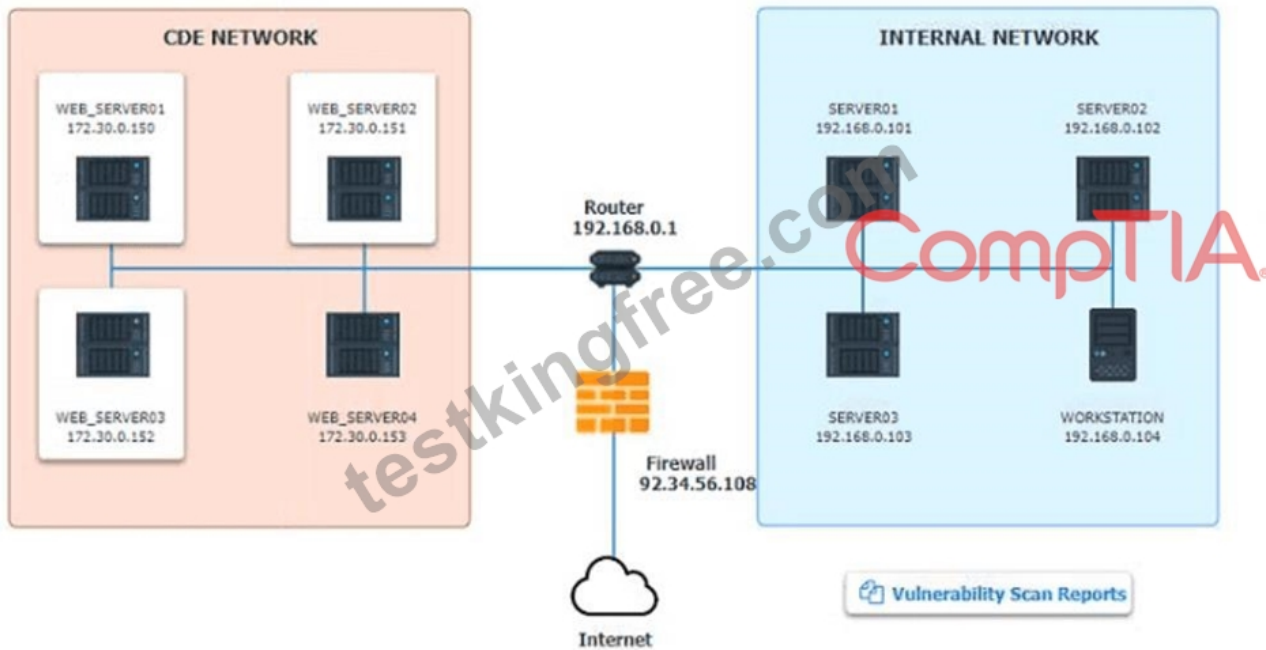 CDE NETWORK
WEB_SERVER01
172.30.0.150
WEB_SERVER02
172.30.0.151
WEB_SERVER03
172.30.0.152
WEB_SERVER04
172.30.0.153
Router
192.168.0.1
Firewall
92.34.56.108
Internet
INTERNAL NETWORK
SERVER01
192.168.0.101
SERVER02
192.168.0.102
SERVER03
192.168.0.103
WORKSTATION
192.168.0.104
Vulnerability Scan Reports
testkingfree.com
CompTIA®